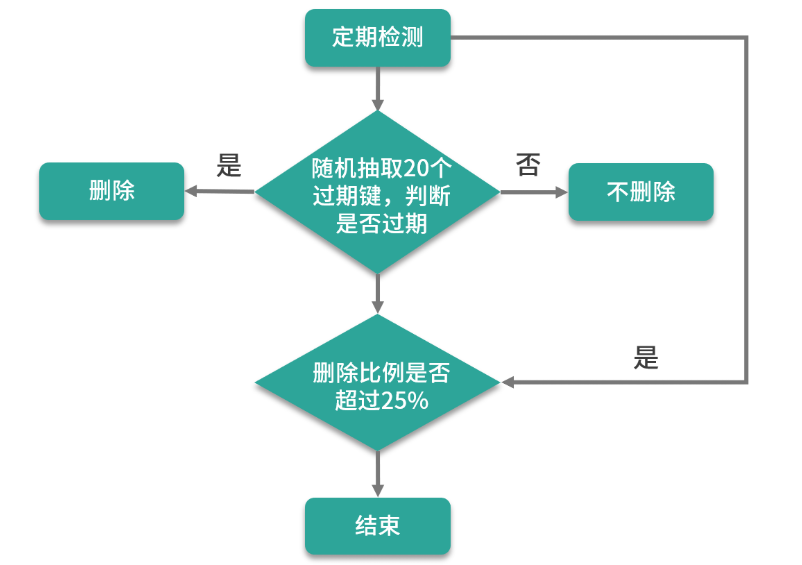 定期检测
随机抽取20个
过期键，判断
是否过期
是
否
删除
不删除
删除比例是否
超过25%
是
结束